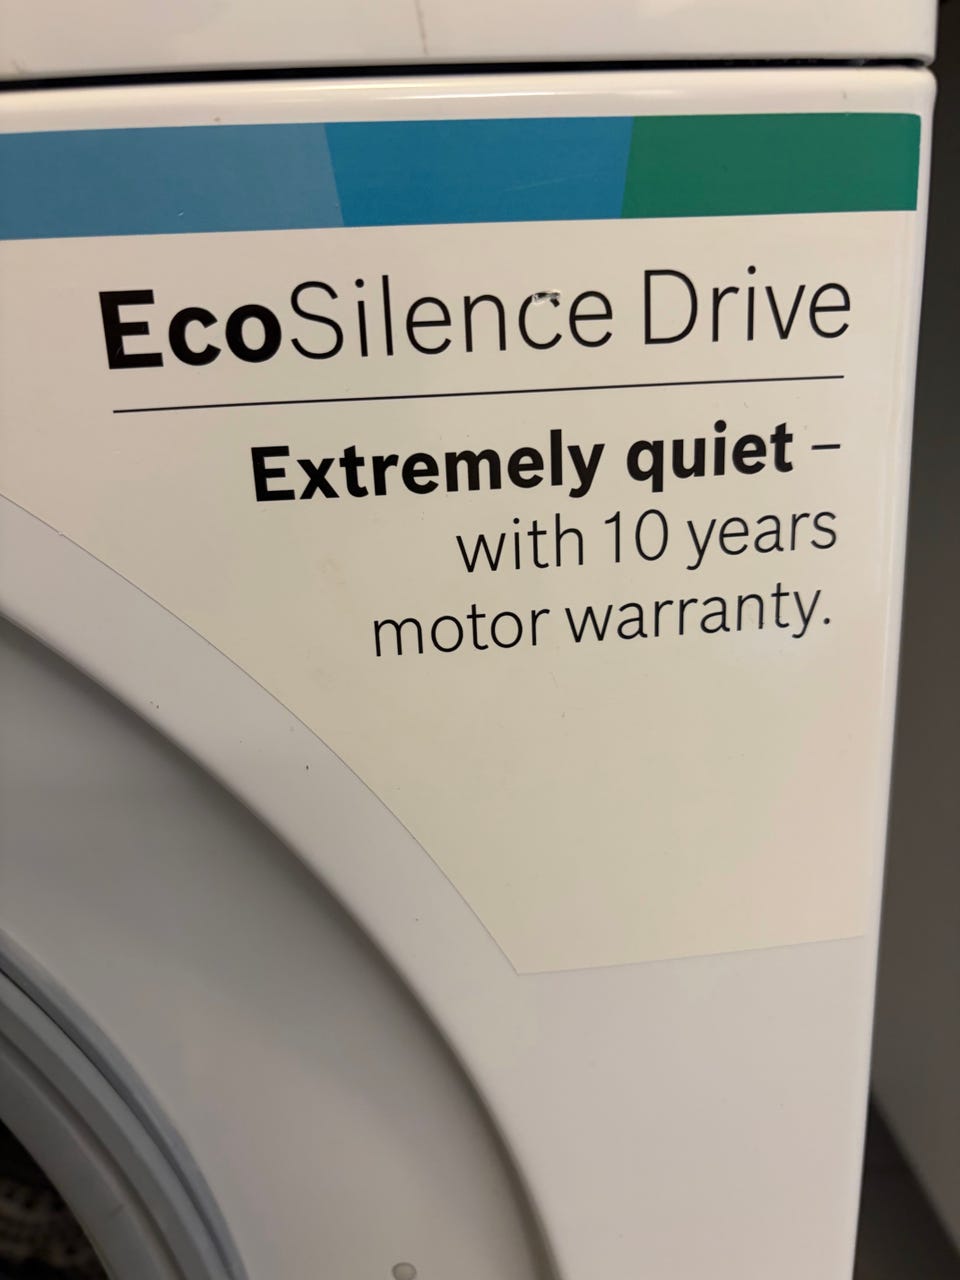 EcoSilence Drive
Extremely quiet –
with 10 years
motor warranty.